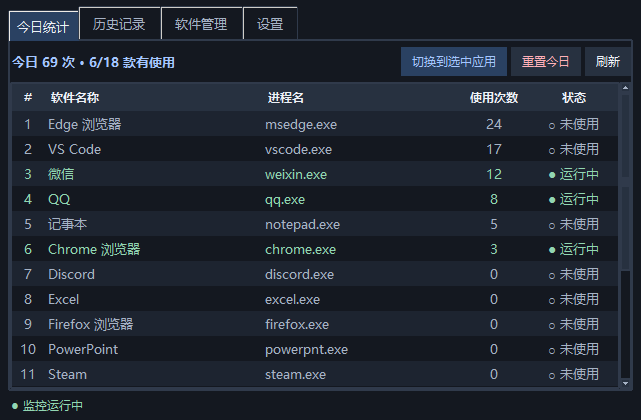 今日统计 历史记录 软件管理 设置
今日 69 次 • 6/18 款有使用 切换到选中应用 重置今日 刷新
# 软件名称 进程名 使用次数 状态
1 Edge 浏览器 msedge.exe 24 ○ 未使用
2 VS Code vscode.exe 17 ○ 未使用
3 微信 weixin.exe 12 ● 运行中
4 QQ qq.exe 8 ● 运行中
5 记事本 notepad.exe 5 ○ 未使用
6 Chrome 浏览器 chrome.exe 3 ● 运行中
7 Discord discord.exe 0 ○ 未使用
8 Excel excel.exe 0 ○ 未使用
9 Firefox 浏览器 firefox.exe 0 ○ 未使用
10 PowerPoint powerpnt.exe 0 ○ 未使用
11 Steam steam.exe 0 ○ 未使用
● 监控运行中